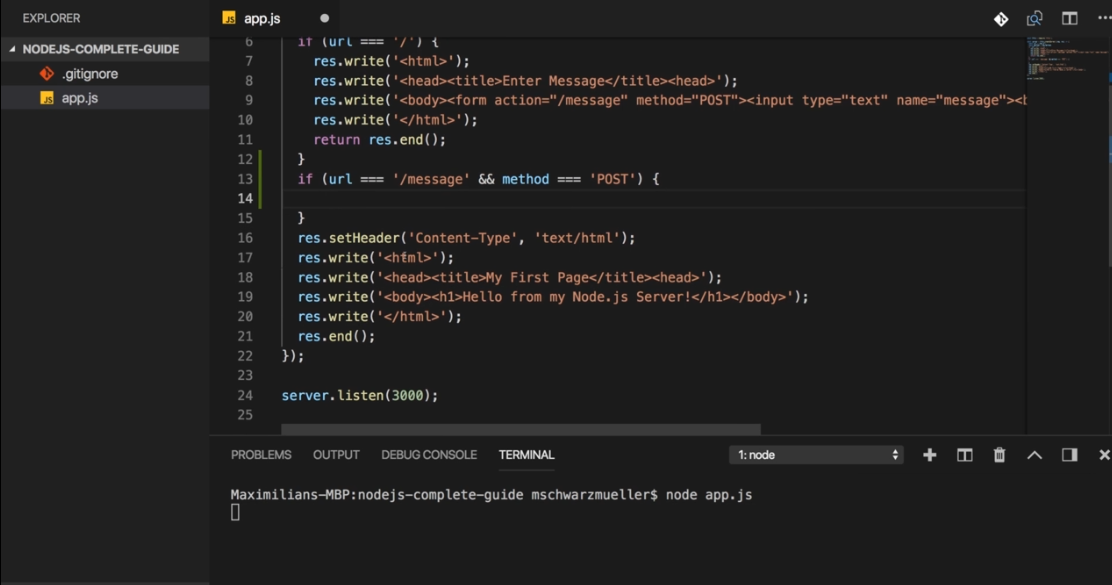 EXPLORER
NODEJS-COMPLETE-GUIDE
.gitignore
JS app.js
JS app.js
6 if (url === '/') {
7 res.write('<html>');
8 res.write('<head><title>Enter Message</title><head>');
9 res.write('<body><form action="/message" method="POST"><input type="text" name="message"><b
10 res.write('</html>');
11 return res.end();
12 }
13 if (url === '/message' && method === 'POST') {
14
15 }
16 res.setHeader('Content-Type', 'text/html');
17 res.write('<html>');
18 res.write('<head><title>My First Page</title><head>');
19 res.write('<body><h1>Hello from my Node.js Server!</h1></body>');
20 res.write('</html>');
21 res.end();
22 });
23
24 server.listen(3000);
25
PROBLEMS OUTPUT DEBUG CONSOLE TERMINAL 1: node
Maximilians-MBP:nodejs-complete-guide mschwarzmueller$ node app.js